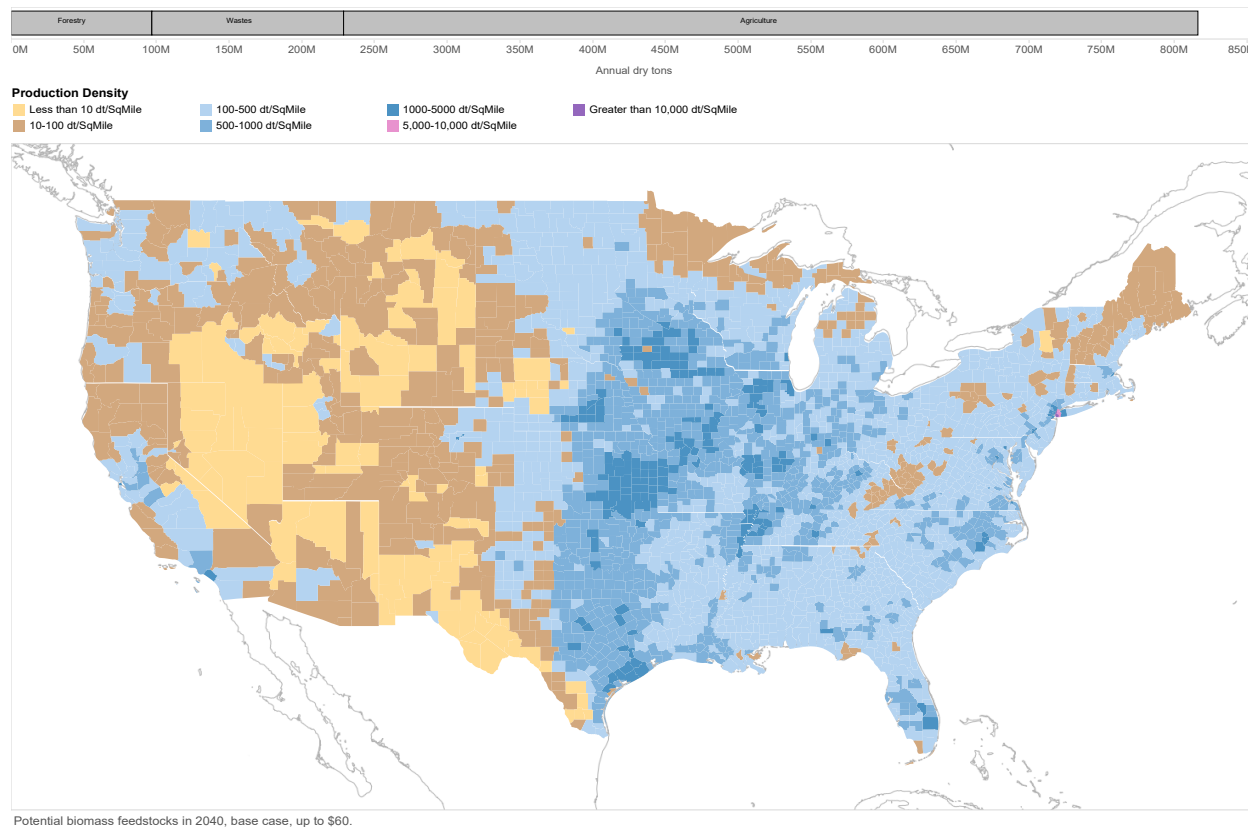 Forestry Wastes Agriculture
0M 50M 100M 150M 200M 250M 300M 350M 400M 450M 500M 550M 600M 650M 700M 750M 800M 850
Annual dry tons
Production Density
Less than 10 dt/SqMile 100-500 dt/SqMile 1000-5000 dt/SqMile Greater than 10,000 dt/SqMile
10-100 dt/SqMile 500-1000 dt/SqMile 5,000-10,000 dt/SqMile
Potential biomass feedstocks in 2040, base case, up to $60.